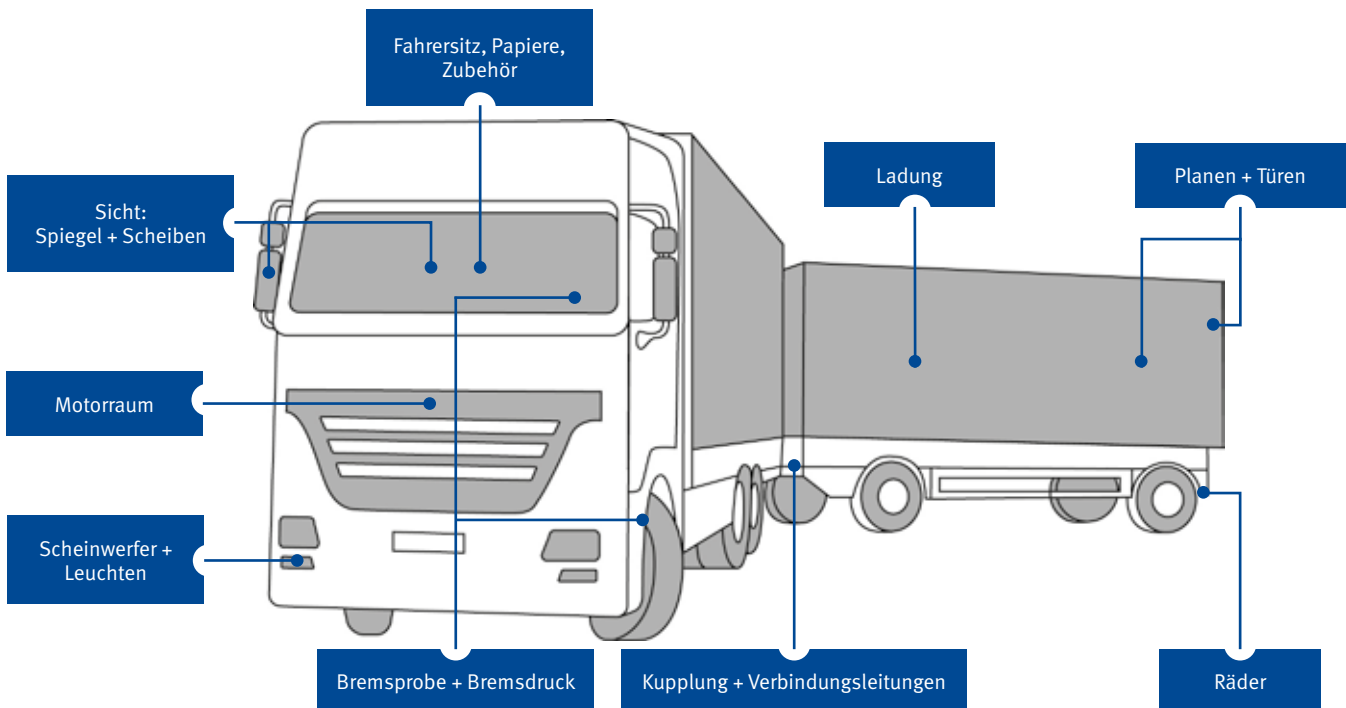 Fahrersitz, Papiere,
Zubehör
Sicht:
Spiegel + Scheiben
Ladung
Planen + Türen
Motorraum
Scheinwerfer +
Leuchten
Bremsprobe + Bremsdruck
Kupplung + Verbindungsleitungen
Räder